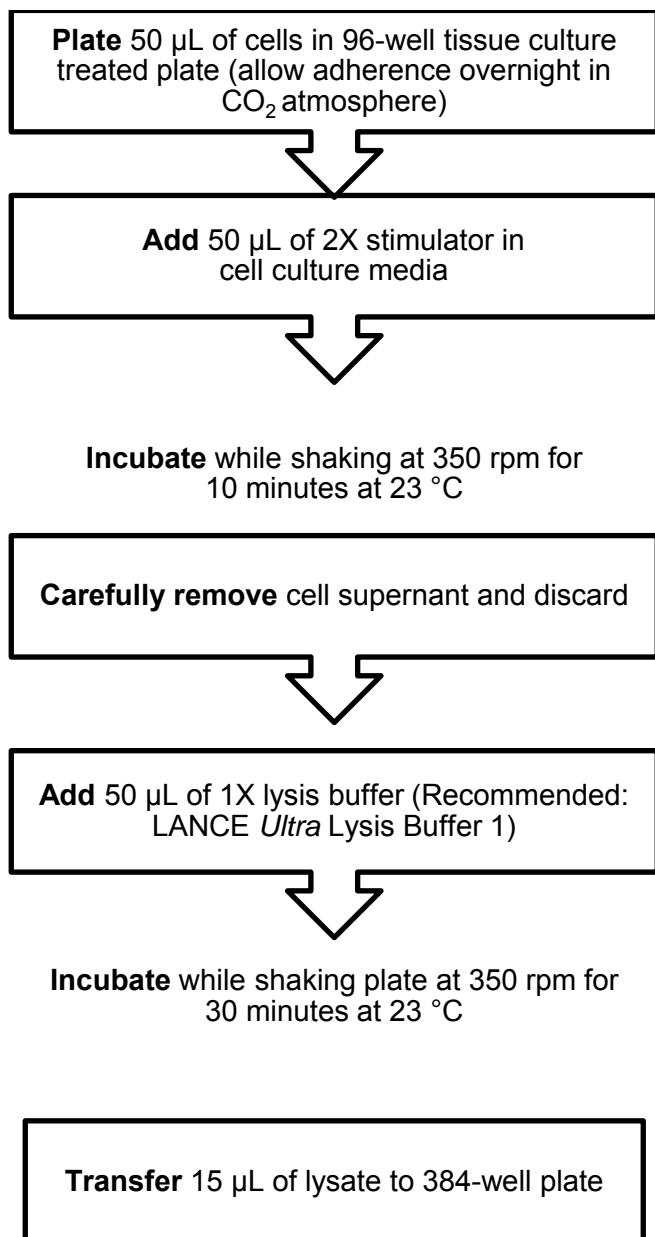 Plate 50 µL of cells in 96-well tissue culture
treated plate (allow adherence overnight in
CO₂ atmosphere)
Add 50 µL of 2X stimulator in
cell culture media
Incubate while shaking at 350 rpm for
10 minutes at 23 °C
Carefully remove cell supernant and discard
Add 50 µL of 1X lysis buffer (Recommended:
LANCE Ultra Lysis Buffer 1)
Incubate while shaking plate at 350 rpm for
30 minutes at 23 °C
Transfer 15 µL of lysate to 384-well plate